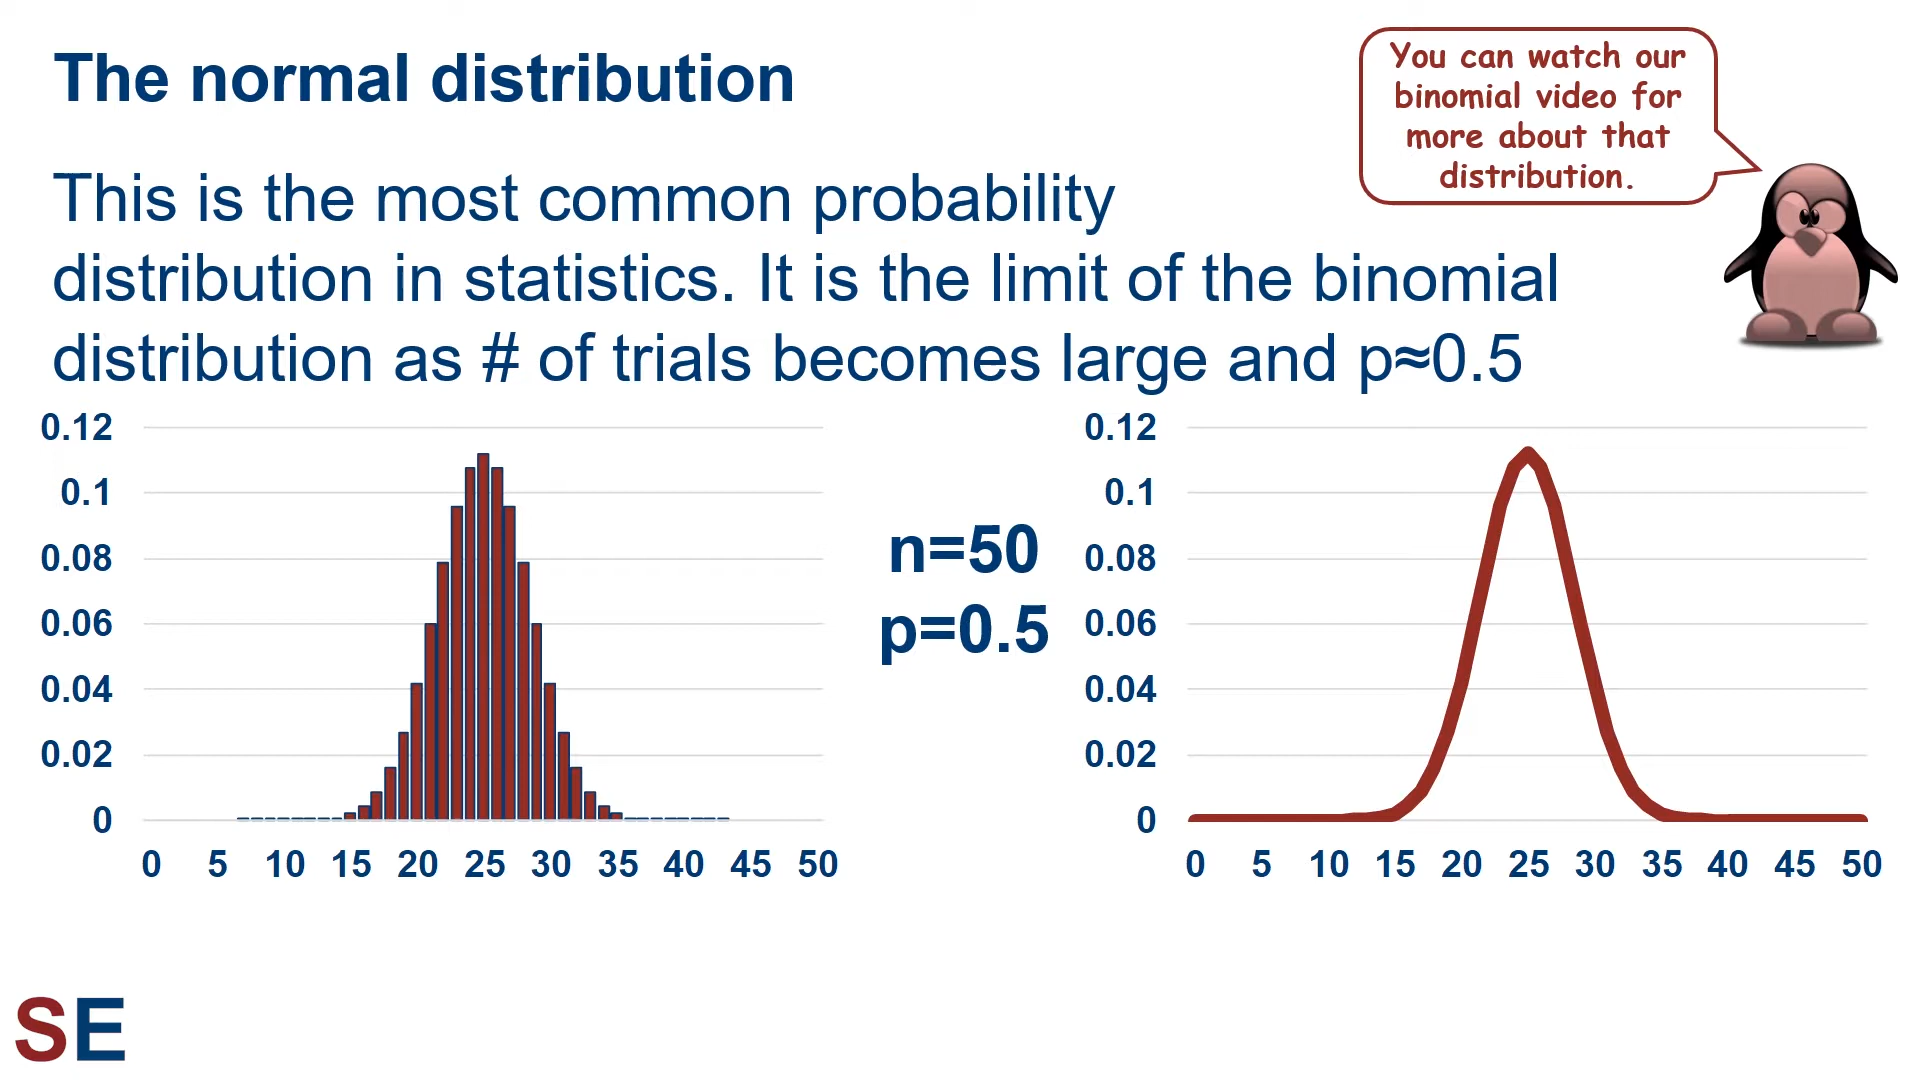 The normal distribution
You can watch our
binomial video for
more about that
distribution.
This is the most common probability
distribution in statistics. It is the limit of the binomial
distribution as # of trials becomes large and p≈0.5
0.12
0.1
0.08
0.06
0.04
0.02
0
0 5 10 15 20 25 30 35 40 45 50
n=50
p=0.5
0.12
0.1
0.08
0.06
0.04
0.02
0
0 5 10 15 20 25 30 35 40 45 50
SE